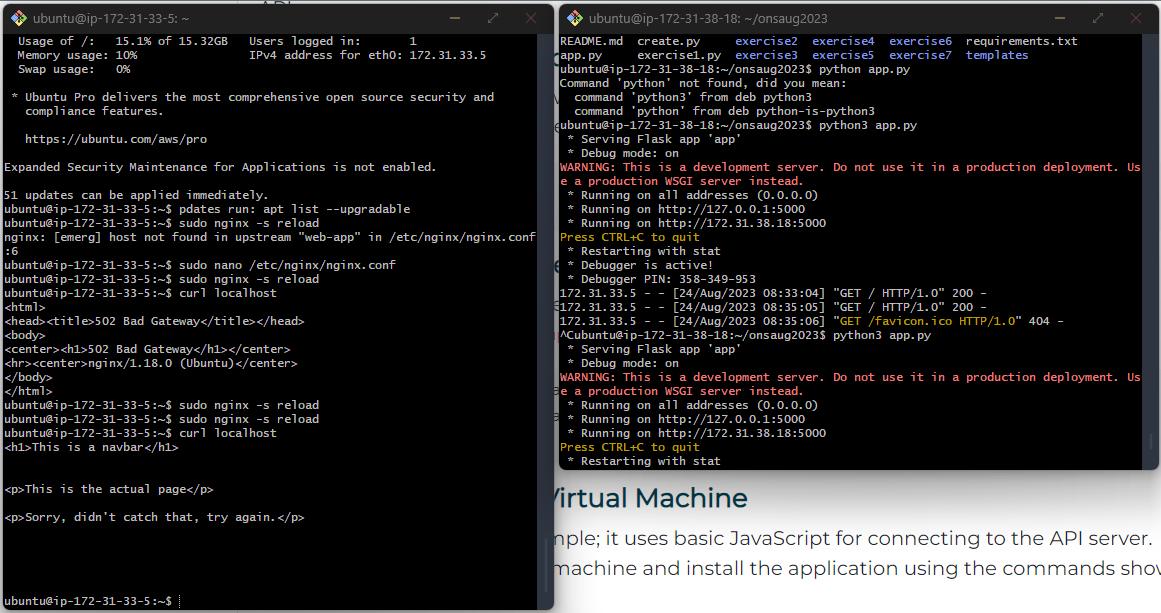 ubuntu@ip-172-31-33-5: ~
Usage of /:   15.1% of 15.32GB   Users logged in:       1
Memory usage: 10%                IPv4 address for eth0: 172.31.33.5
Swap usage:   0%
* Ubuntu Pro delivers the most comprehensive open source security and
compliance features.
https://ubuntu.com/aws/pro
Expanded Security Maintenance for Applications is not enabled.
51 updates can be applied immediately.
ubuntu@ip-172-31-33-5:~$ pdates run: apt list --upgradable
ubuntu@ip-172-31-33-5:~$ sudo nginx -s reload
nginx: [emerg] host not found in upstream "web-app" in /etc/nginx/nginx.conf
:6
ubuntu@ip-172-31-33-5:~$ sudo nano /etc/nginx/nginx.conf
ubuntu@ip-172-31-33-5:~$ sudo nginx -s reload
ubuntu@ip-172-31-33-5:~$ curl localhost
<html>
<head><title>502 Bad Gateway</title></head>
<body>
<center><h1>502 Bad Gateway</h1></center>
<hr><center>nginx/1.18.0 (Ubuntu)</center>
</body>
</html>
ubuntu@ip-172-31-33-5:~$ sudo nginx -s reload
ubuntu@ip-172-31-33-5:~$ sudo nginx -s reload
ubuntu@ip-172-31-33-5:~$ curl localhost
<h1>This is a navbar</h1>
<p>This is the actual page</p>
<p>Sorry, didn't catch that, try again.</p>
ubuntu@ip-172-31-33-5:~$
ubuntu@ip-172-31-38-18: ~/onsaug2023
README.md  create.py     exercise2  exercise4  exercise6  requirements.txt
app.py     exercise1.py  exercise3  exercise5  exercise7  templates
ubuntu@ip-172-31-38-18:~/onsaug2023$ python app.py
Command 'python' not found, did you mean:
command 'python3' from deb python3
command 'python' from deb python-is-python3
ubuntu@ip-172-31-38-18:~/onsaug2023$ python3 app.py
* Serving Flask app 'app'
* Debug mode: on
WARNING: This is a development server. Do not use it in a production deployment. Us
e a production WSGI server instead.
* Running on all addresses (0.0.0.0)
* Running on http://127.0.0.1:5000
* Running on http://172.31.38.18:5000
Press CTRL+C to quit
* Restarting with stat
* Debugger is active!
* Debugger PIN: 358-349-953
172.31.33.5 - - [24/Aug/2023 08:33:04] "GET / HTTP/1.0" 200 -
172.31.33.5 - - [24/Aug/2023 08:35:05] "GET / HTTP/1.0" 200 -
172.31.33.5 - - [24/Aug/2023 08:35:06] "GET /favicon.ico HTTP/1.0" 404 -
^Cubuntu@ip-172-31-38-18:~/onsaug2023$ python3 app.py
* Serving Flask app 'app'
* Debug mode: on
WARNING: This is a development server. Do not use it in a production deployment. Us
e a production WSGI server instead.
* Running on all addresses (0.0.0.0)
* Running on http://127.0.0.1:5000
* Running on http://172.31.38.18:5000
Press CTRL+C to quit
* Restarting with stat
Virtual Machine
mple; it uses basic JavaScript for connecting to the API server.
machine and install the application using the commands show